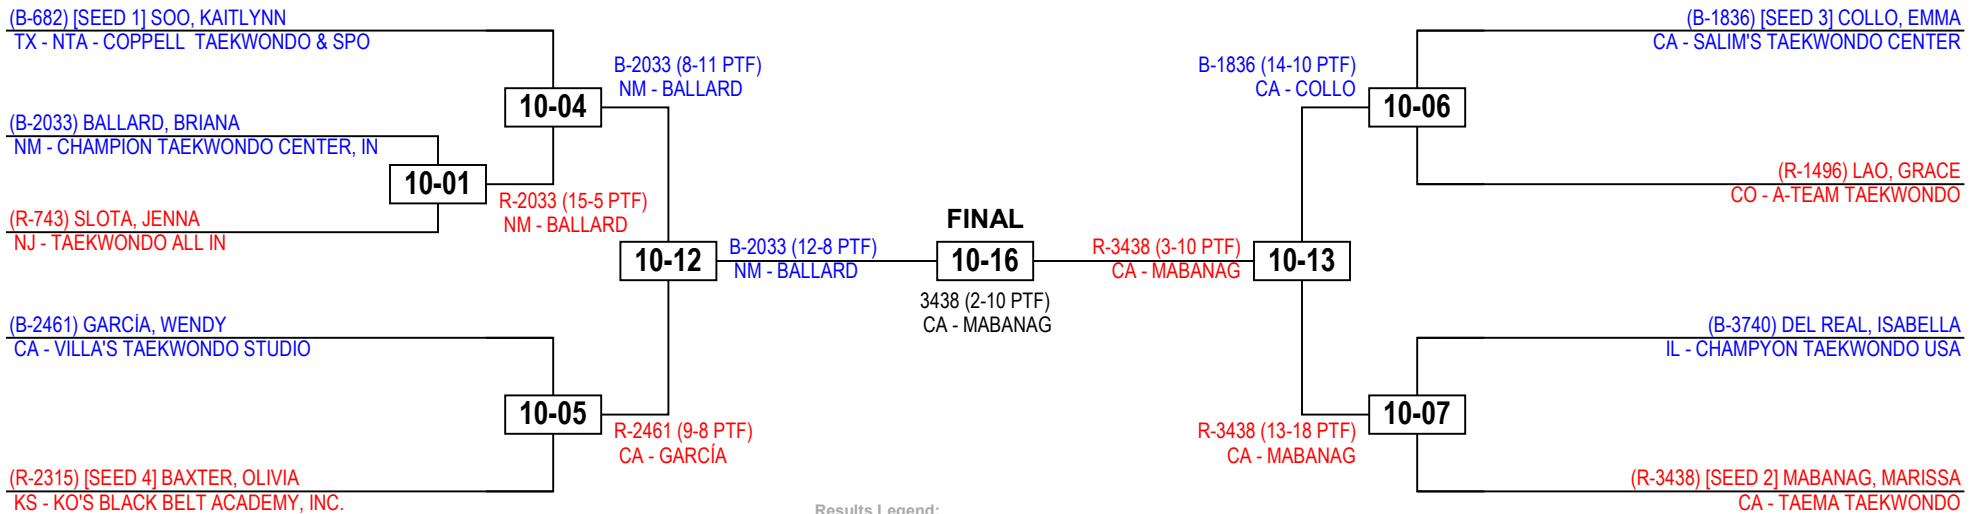 (B-682) [SEED 1] SOO, KAITLYNN
TX - NTA - COPPELL TAEKWONDO & SPO
B-2033 (8-11 PTF)
NM - BALLARD
10-04
(B-2033) BALLARD, BRIANA
NM - CHAMPION TAEKWONDO CENTER, IN
10-01
R-2033 (15-5 PTF)
NM - BALLARD
(R-743) SLOTA, JENNA
NJ - TAEKWONDO ALL IN
10-12
B-2033 (12-8 PTF)
NM - BALLARD
(B-2461) GARCÍA, WENDY
CA - VILLA'S TAEKWONDO STUDIO
10-05
R-2461 (9-8 PTF)
CA - GARCÍA
(R-2315) [SEED 4] BAXTER, OLIVIA
KS - KO'S BLACK BELT ACADEMY, INC.
FINAL
10-16
3438 (2-10 PTF)
CA - MABANAG
(B-1836) [SEED 3] COLLO, EMMA
CA - SALIM'S TAEKWONDO CENTER
B-1836 (14-10 PTF)
CA - COLLO
10-06
(R-1496) LAO, GRACE
CO - A-TEAM TAEKWONDO
R-3438 (3-10 PTF)
CA - MABANAG
10-13
(B-3740) DEL REAL, ISABELLA
IL - CHAMPYON TAEKWONDO USA
10-07
R-3438 (13-18 PTF)
CA - MABANAG
(R-3438) [SEED 2] MABANAG, MARISSA
CA - TAEMA TAEKWONDO
Results Legend: